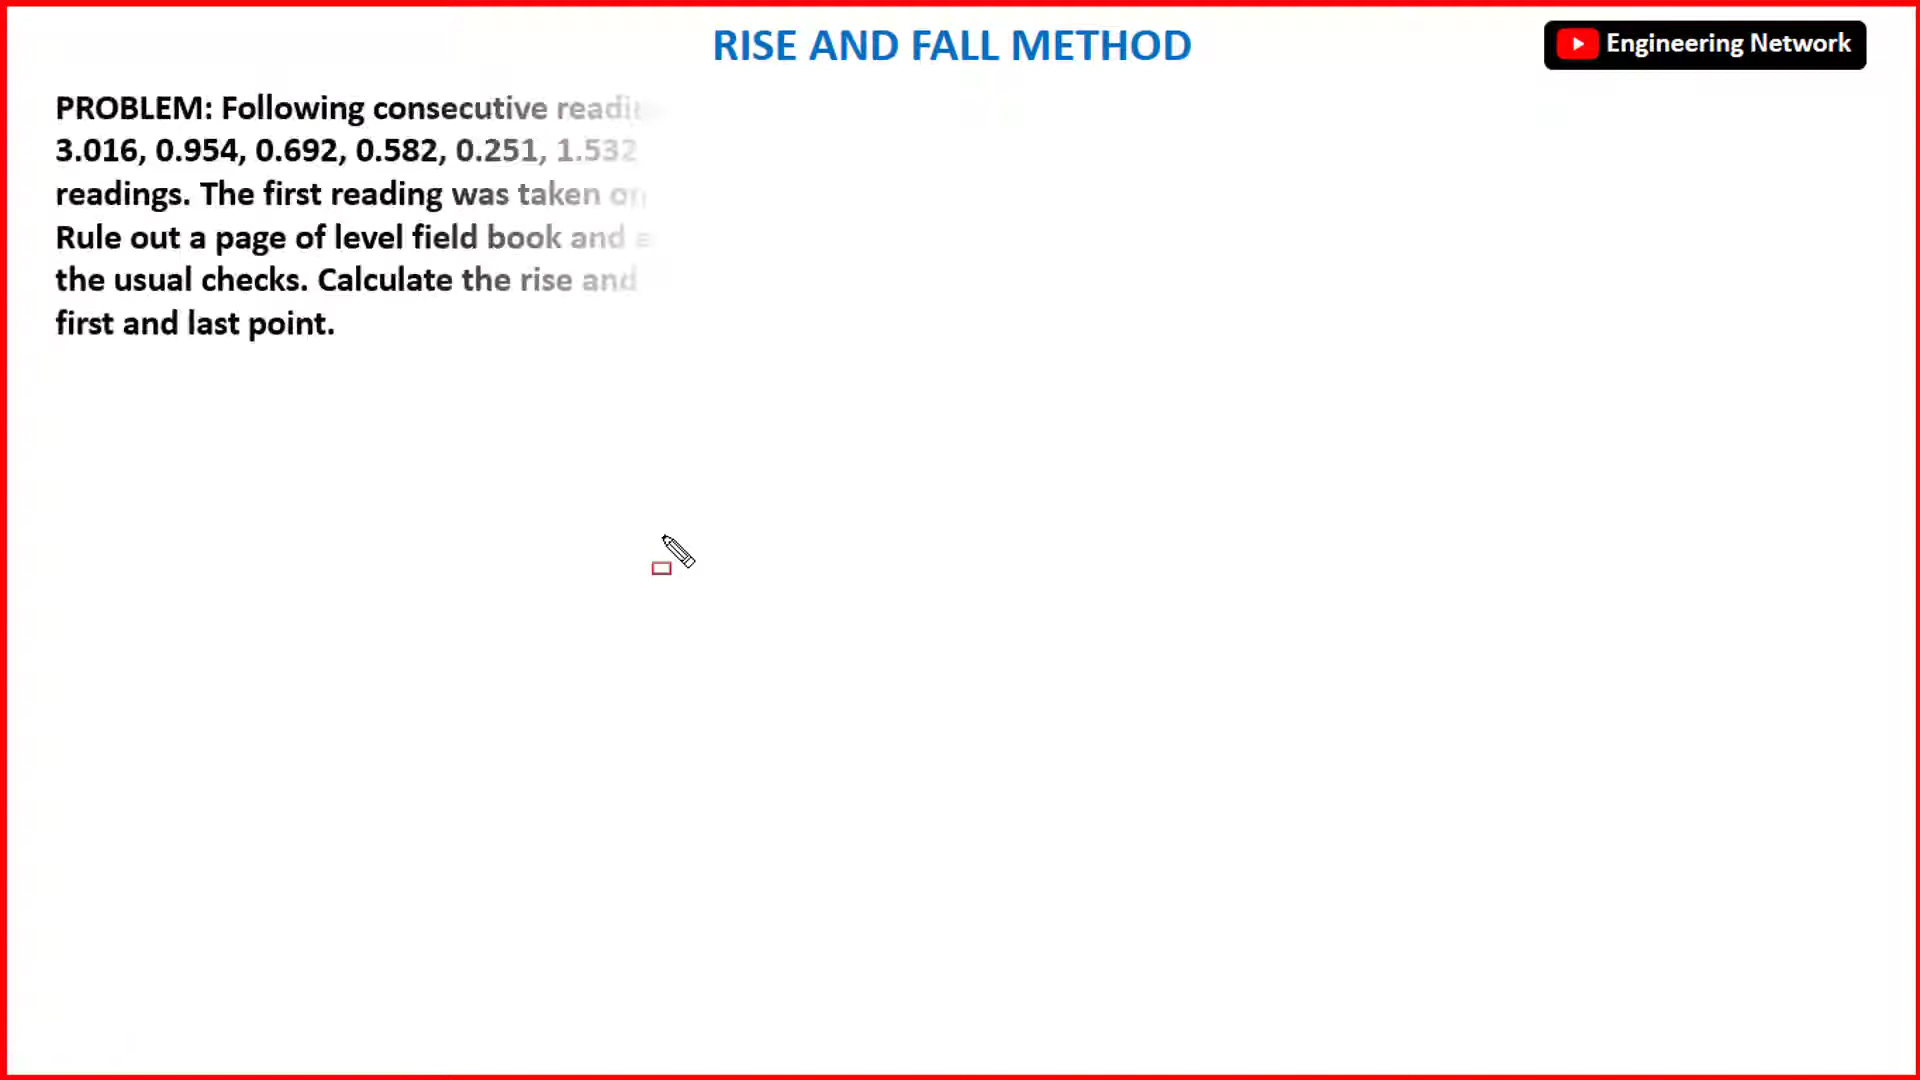 RISE AND FALL METHOD
Engineering Network
PROBLEM: Following consecutive
3.016, 0.954, 0.692, 0.582, 0.251, 1.532
readings. The first reading was taken
Rule out a page of level field book and
the usual checks. Calculate the rise and
first and last point.